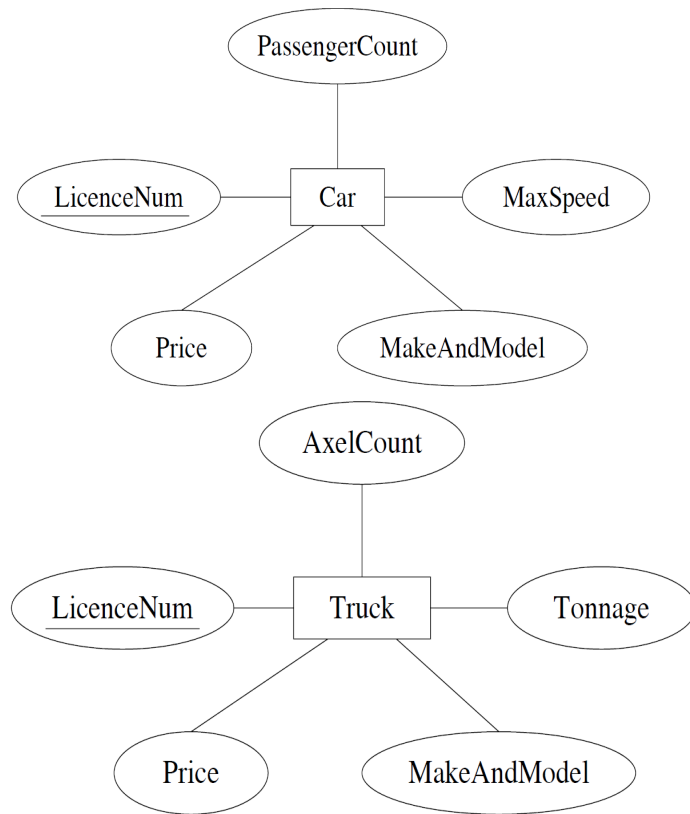 PassengerCount
LicenceNum
Car
MaxSpeed
Price
MakeAndModel
AxelCount
LicenceNum
Truck
Tonnage
Price
MakeAndModel